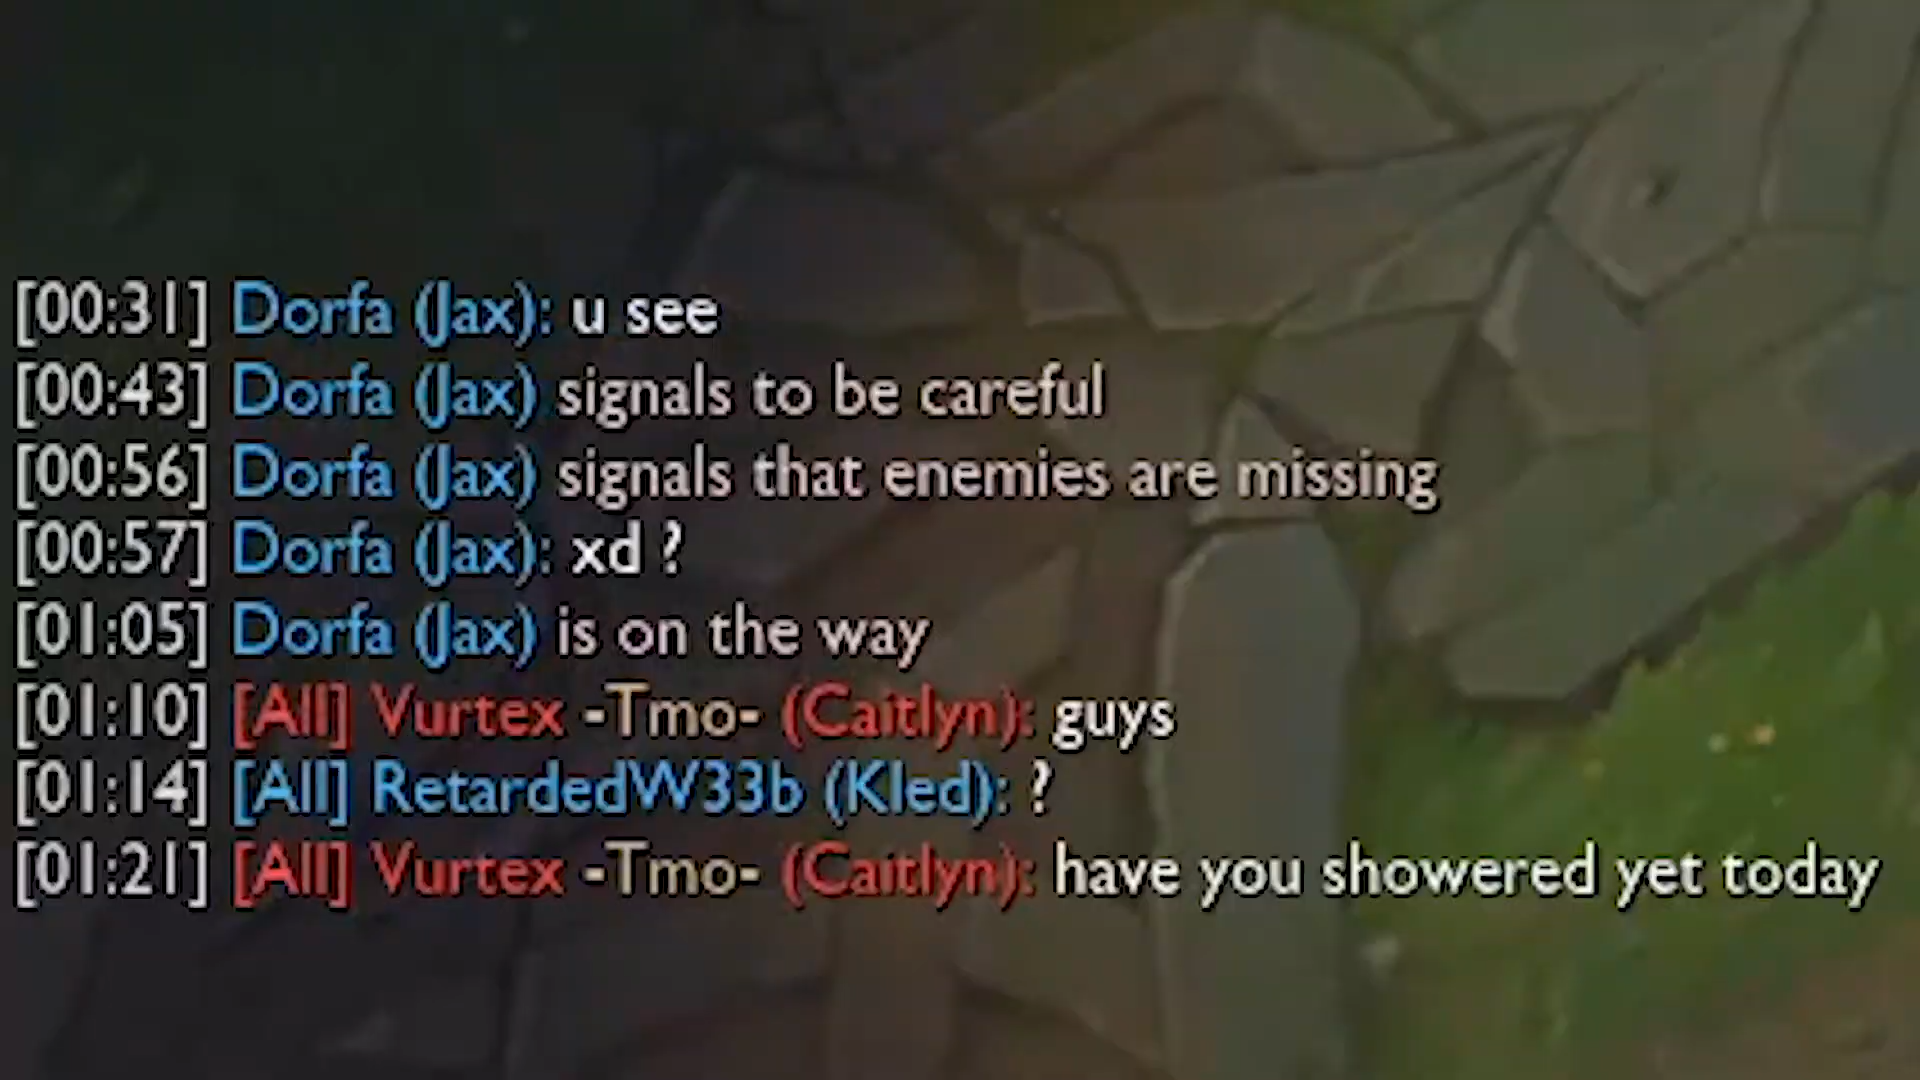 [00:31] Dorfa (Jax): u see
[00:43] Dorfa (Jax) signals to be careful
[00:56] Dorfa (Jax) signals that enemies are missing
[00:57] Dorfa (Jax): xd ?
[01:05] Dorfa (Jax) is on the way
[01:10] [All] Vurtex -Tmo- (Caitlyn): guys
[01:14] [All] RetardedW33b (Kled): ?
[01:21] [All] Vurtex -Tmo- (Caitlyn): have you showered yet today